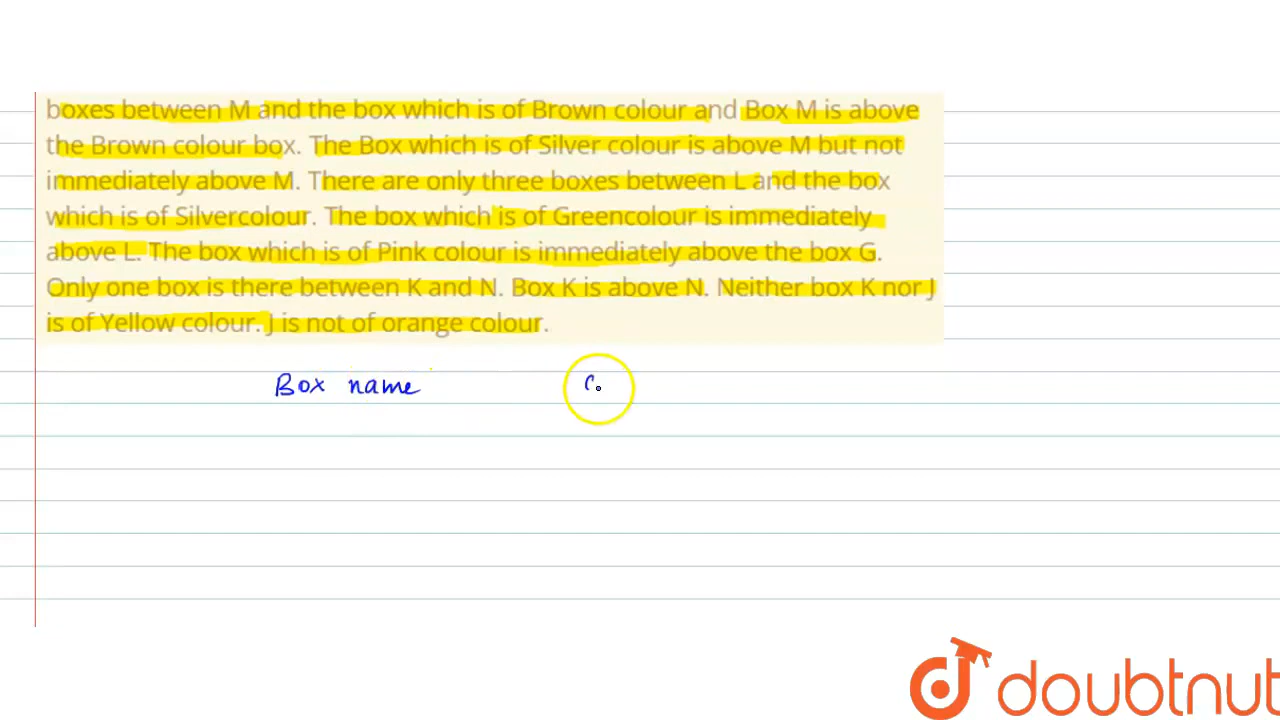 boxes between M and the box which is of Brown colour and Box M is above
the Brown colour box. The Box which is of Silver colour is above M but not
immediately above M. There are only three boxes between L and the box
which is of Silvercolour. The box which is of Greencolour is immediately
above L. The box which is of Pink colour is immediately above the box G.
Only one box is there between K and N. Box K is above N. Neither box K nor J
is of Yellow colour. J is not of orange colour.
Box name
doubtnut